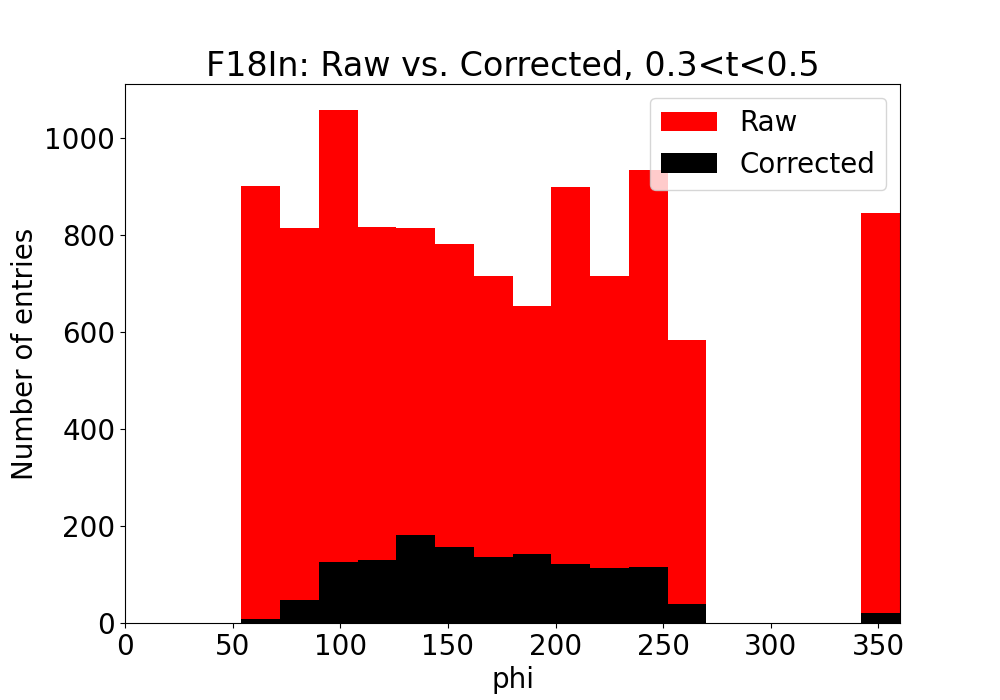 F18In: Raw vs. Corrected, 0.3<t<0.5
Raw
Corrected
Number of entries
1000
800
600
400
200
0
0 50 100 150 200 250 300 350
phi